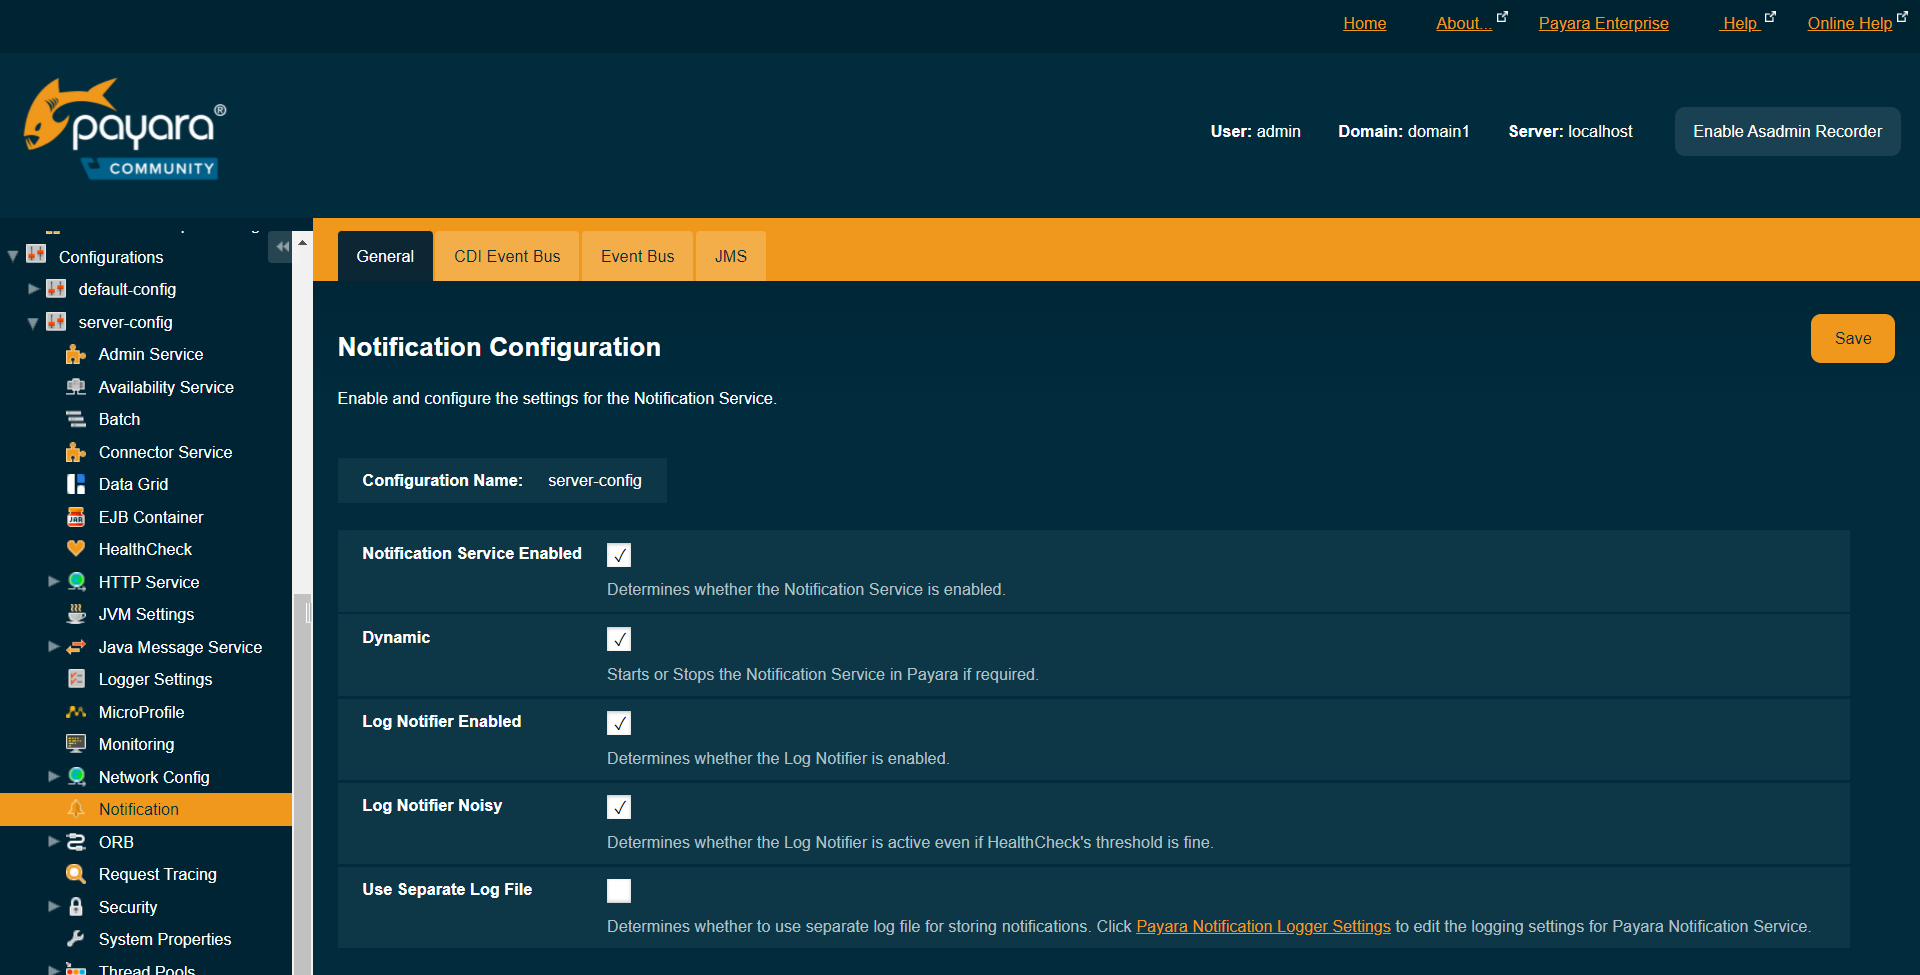 Home About... Payara Enterprise Help Online Help
payara®
COMMUNITY
User: admin Domain: domain1 Server: localhost Enable Asadmin Recorder
Configurations
default-config
server-config
Admin Service
Availability Service
Batch
Connector Service
Data Grid
EJB Container
HealthCheck
HTTP Service
JVM Settings
Java Message Service
Logger Settings
MicroProfile
Monitoring
Network Config
Notification
ORB
Request Tracing
Security
System Properties
Thread Pools
General CDI Event Bus Event Bus JMS
Notification Configuration
Save
Enable and configure the settings for the Notification Service.
Configuration Name: server-config
Notification Service Enabled
Determines whether the Notification Service is enabled.
Dynamic
Starts or Stops the Notification Service in Payara if required.
Log Notifier Enabled
Determines whether the Log Notifier is enabled.
Log Notifier Noisy
Determines whether the Log Notifier is active even if HealthCheck's threshold is fine.
Use Separate Log File
Determines whether to use separate log file for storing notifications. Click Payara Notification Logger Settings to edit the logging settings for Payara Notification Service.